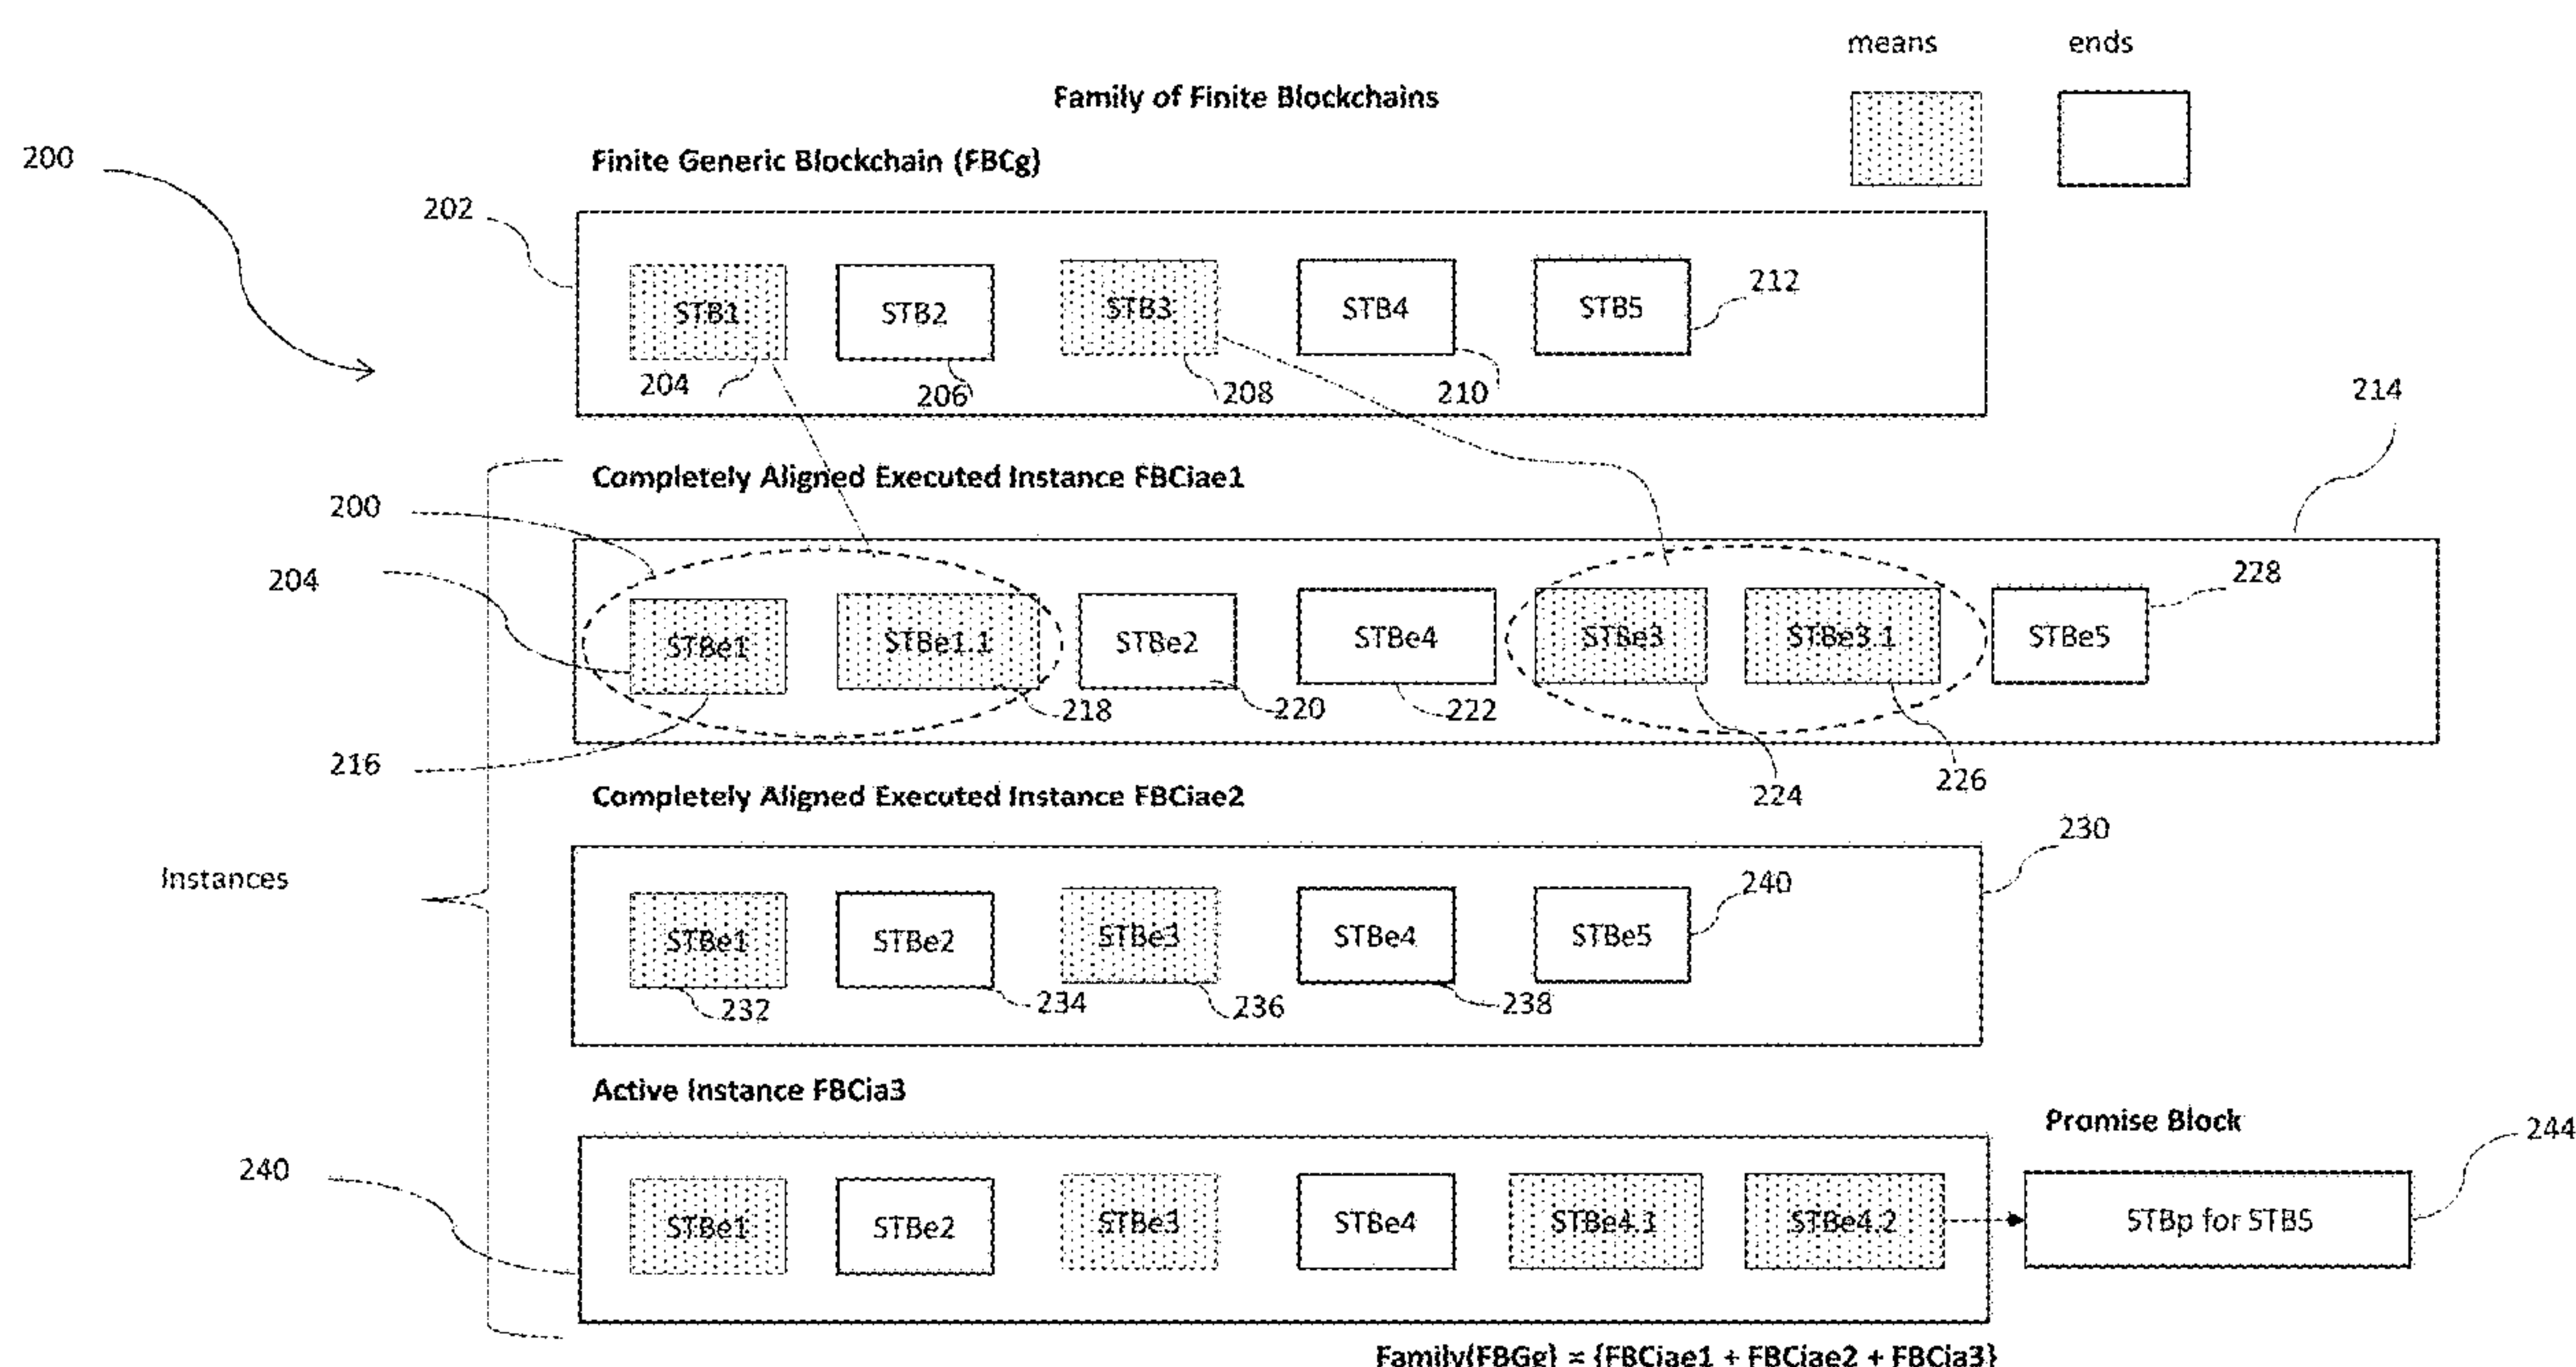 means ends
Family of Finite Blockchains
200
Finite Generic Blockchain (FBCg)
202
STB1 STB2 STB3 STB4 STB5
212
204 206 208 210
214
Completely Aligned Executed Instance FBCiae1
200
204
228
STBe1 STBe1.1 STBe2 STBe4 STBe3 STBe3.1 STBe5
218 220 222
216
224 226
Completely Aligned Executed Instance FBCiae2
230
Instances
240
STBe1 STBe2 STBe3 STBe4 STBe5
232 234 236 238
Active Instance FBCia3
Promise Block
244
240
STBe1 STBe2 STBe3 STBe4 STBe4.1 STBe4.2 STBp for STB5
Family(FBGg) = {FBCiae1 + FBCiae2 + FBCia3}